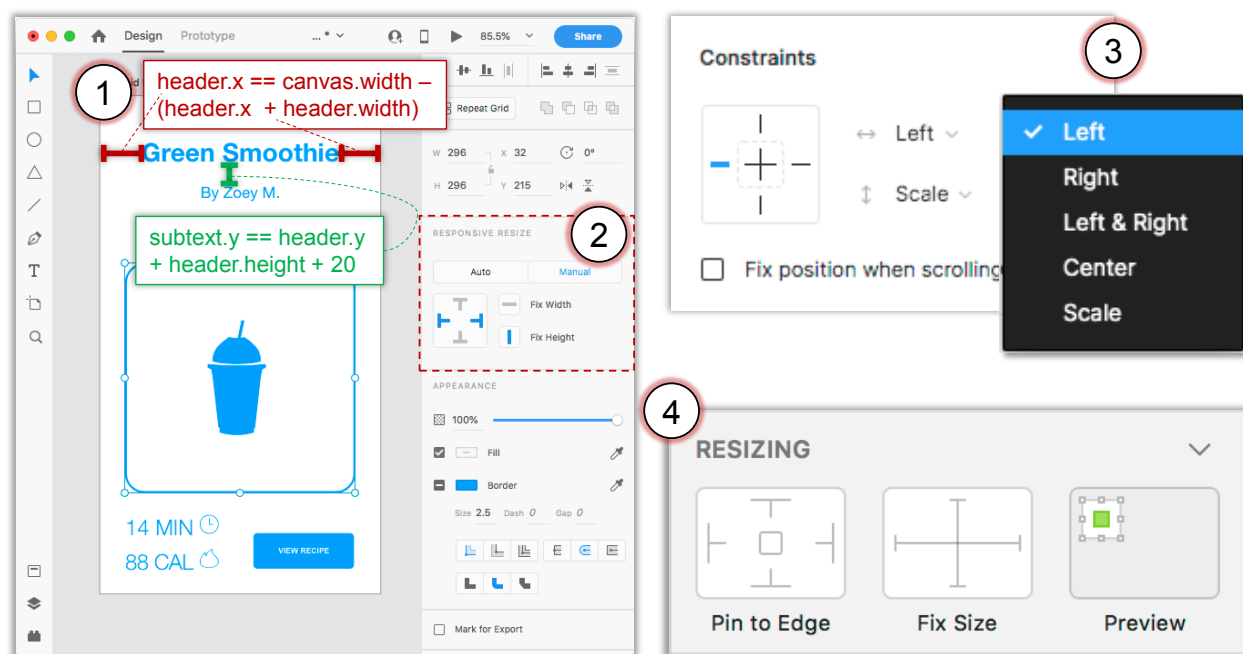 Design
Prototype
... *
85.5%
Share
1
header.x == canvas.width –
(header.x + header.width)
Repeat Grid
Green Smoothie
By Zoey M.
subtext.y == header.y
+ header.height + 20
14 MIN
88 CAL
VIEW RECIPE
W 296
X 32
0°
H 296
Y 215
2
RESPONSIVE RESIZE
Auto
Manual
Fix Width
Fix Height
APPEARANCE
100%
Fill
Border
Size 2.5
Dash 0
Gap 0
Mark for Export
3
Constraints
Left
Scale
Fix position when scrolling
Left
Right
Left & Right
Center
Scale
4
RESIZING
Pin to Edge
Fix Size
Preview